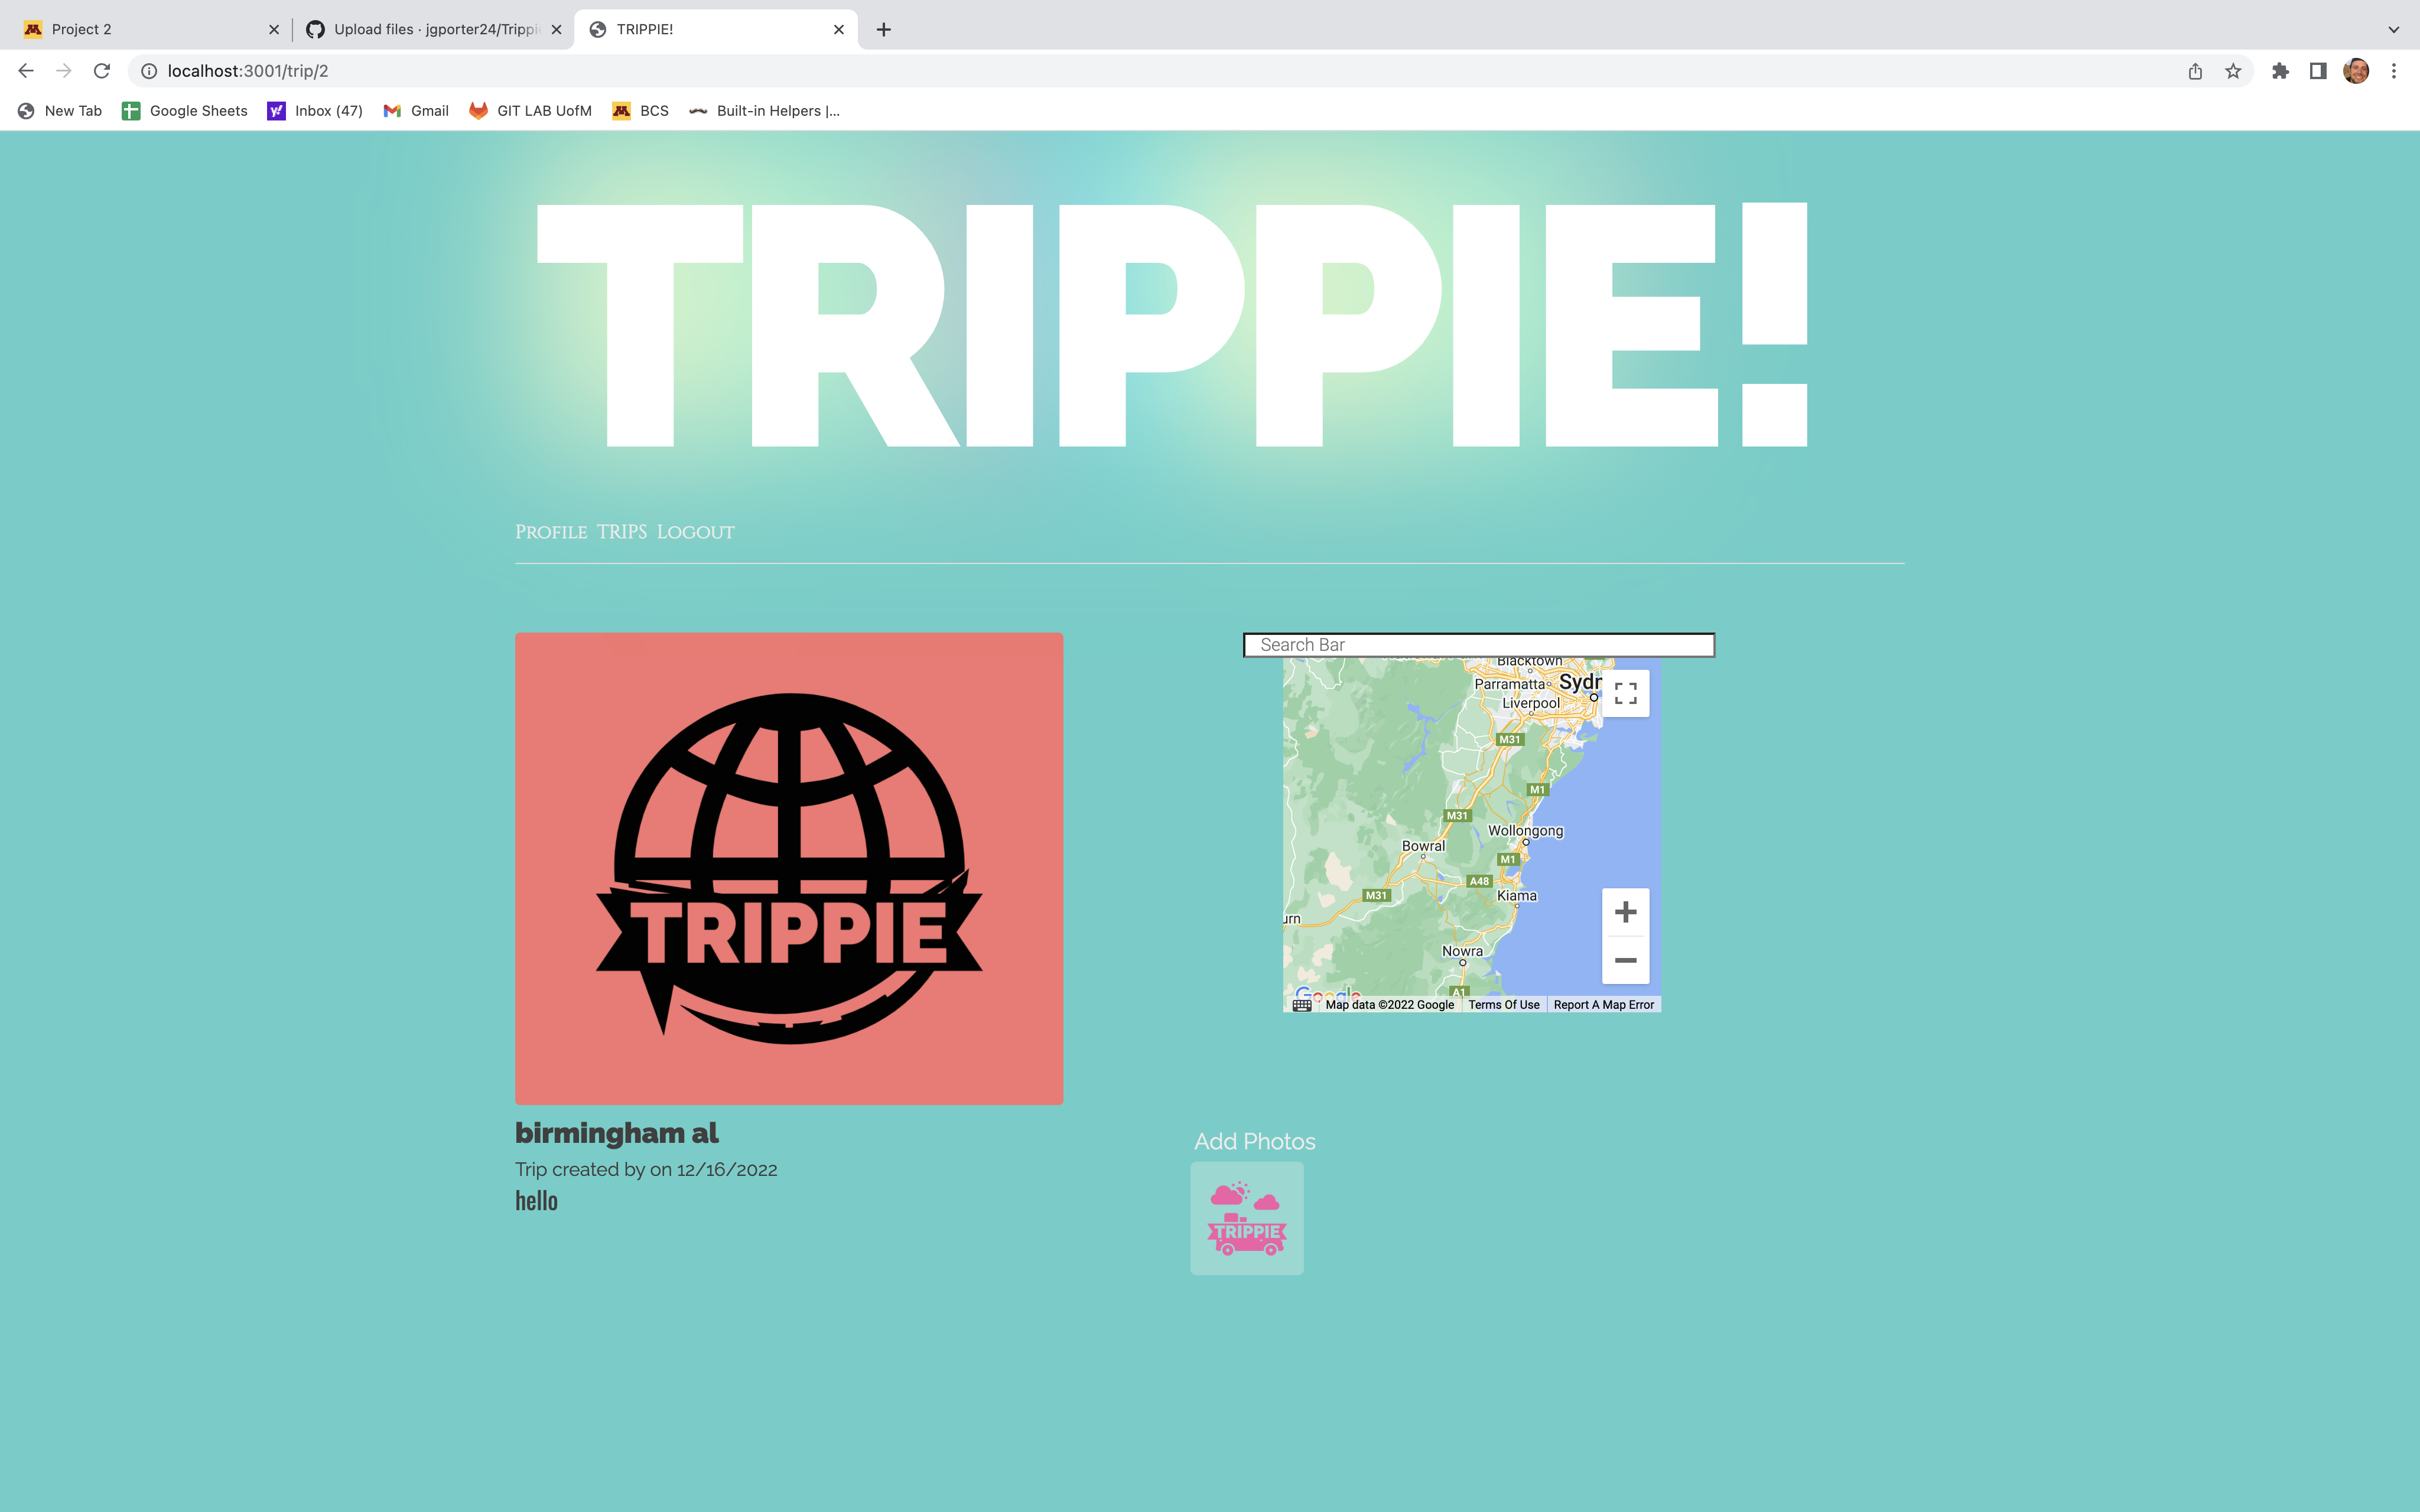 Project 2
Upload files · jgporter24/Trippi
TRIPPIE!
localhost:3001/trip/2
New Tab
Google Sheets
Inbox (47)
Gmail
GIT LAB UofM
BCS
Built-in Helpers |...
TRIPPIE!
Profile TRIPS Logout
TRIPPIE
birmingham al
Trip created by on 12/16/2022
hello
Search Bar
Blacktown
Parramatta
Sydn
Liverpool
M31
M1
M31
Wollongong
Bowral
M1
A48
M31
Kiama
urn
Nowra
A1
Google
Map data ©2022 Google
Terms Of Use
Report A Map Error
Add Photos
TRIPPIE